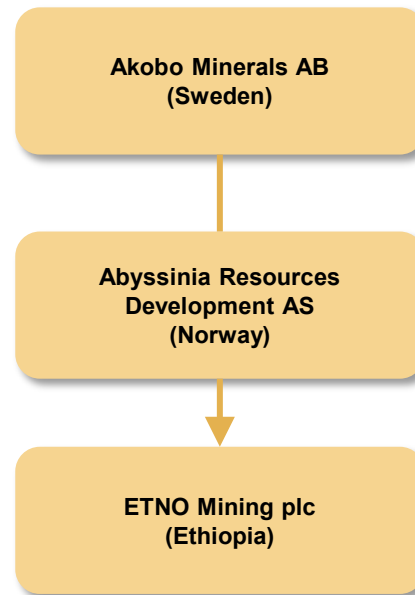 Akobo Minerals AB
(Sweden)
Abyssinia Resources
Development AS
(Norway)
ETNO Mining plc
(Ethiopia)